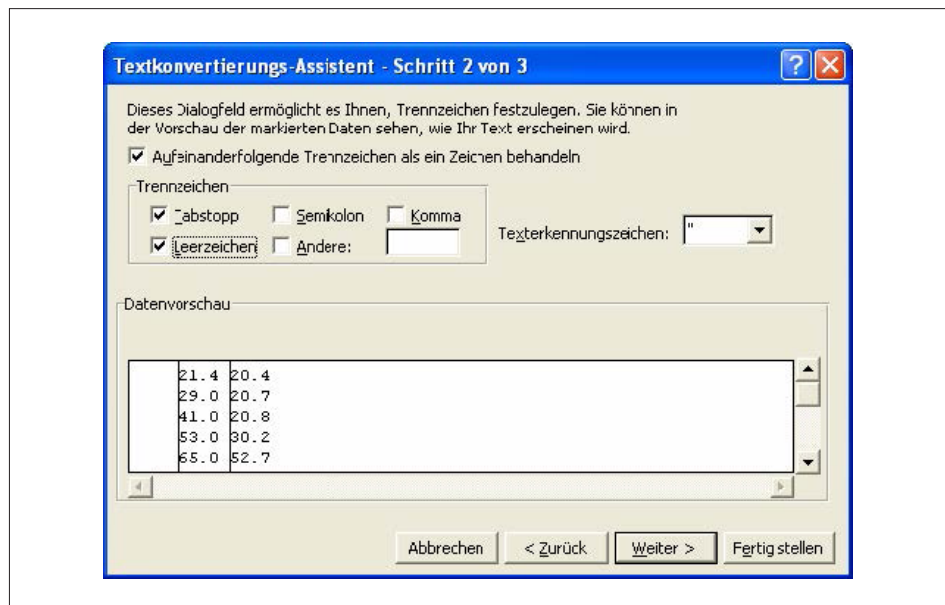 Textkonvertierungs-Assistent - Schritt 2 von 3
Dieses Dialogfeld ermöglicht es Ihnen, Trennzeichen festzulegen. Sie können in
der Vorschau der markierten Daten sehen, wie Ihr Text erscheinen wird.
Aufeinanderfolgende Trennzeichen als ein Zeichen behandeln
Trennzeichen
Tabstopp Semikolon Komma
Leerzeichen Andere:
Texterkennungszeichen: "
Datenvorschau
21.4 20.4
29.0 20.7
41.0 20.8
53.0 30.2
65.0 52.7
Abbrechen < Zurück Weiter > Fertig stellen